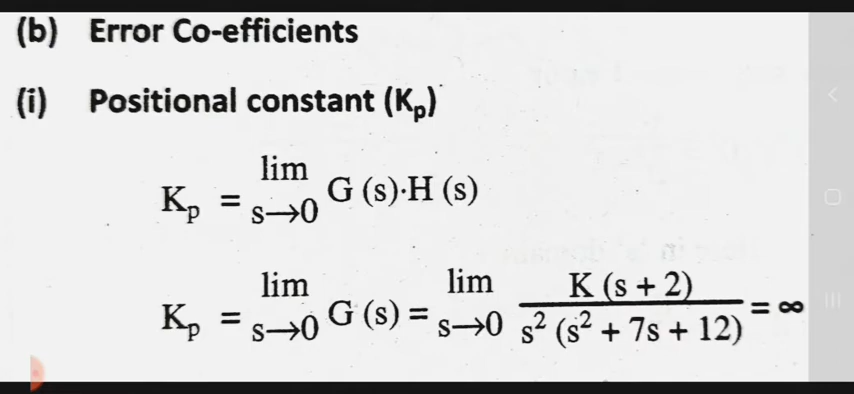 (b) Error Co-efficients
(i) Positional constant (Kp)
Kp = lim s→0 G (s)·H (s)
Kp = lim s→0 G (s) = lim s→0 K (s + 2) / s² (s² + 7s + 12) = ∞